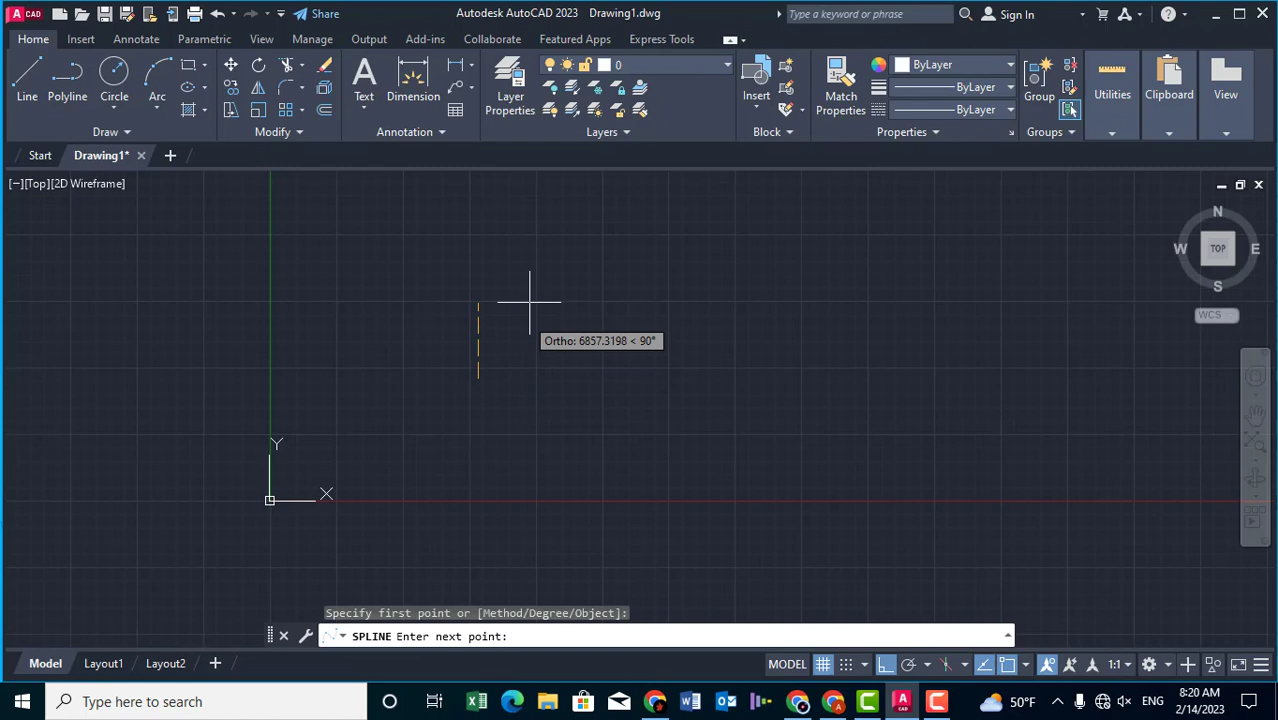 A CAD
Share
Autodesk AutoCAD 2023 Drawing1.dwg
Type a keyword or phrase
Sign In
Home Insert Annotate Parametric View Manage Output Add-ins Collaborate Featured Apps Express Tools
Line Polyline Circle Arc
Text Dimension
Layer Properties
0
Insert
Match Properties
ByLayer
ByLayer
ByLayer
Group
Utilities
Clipboard
View
Draw Modify Annotation Layers Block Properties Groups
Start Drawing1*
[−][Top][2D Wireframe]
N
W TOP E
S
WCS
Ortho: 6857.3198 < 90°
Y
X
Specify first point or [Method/Degree/Object]:
SPLINE Enter next point:
Model Layout1 Layout2
MODEL
1:1
Type here to search
50°F
ENG
8:20 AM
2/14/2023